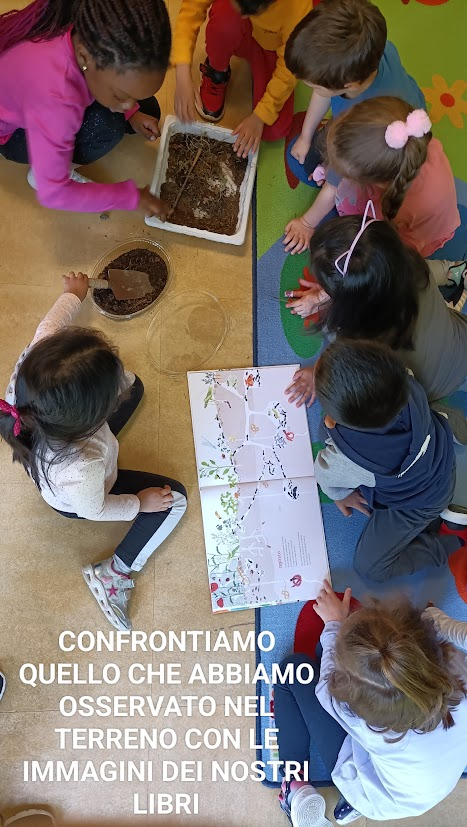 CONFRONTIAMO
QUELLO CHE ABBIAMO
OSSERVATO NEL
TERRENO CON LE
IMMAGINI DEI NOSTRI
LIBRI